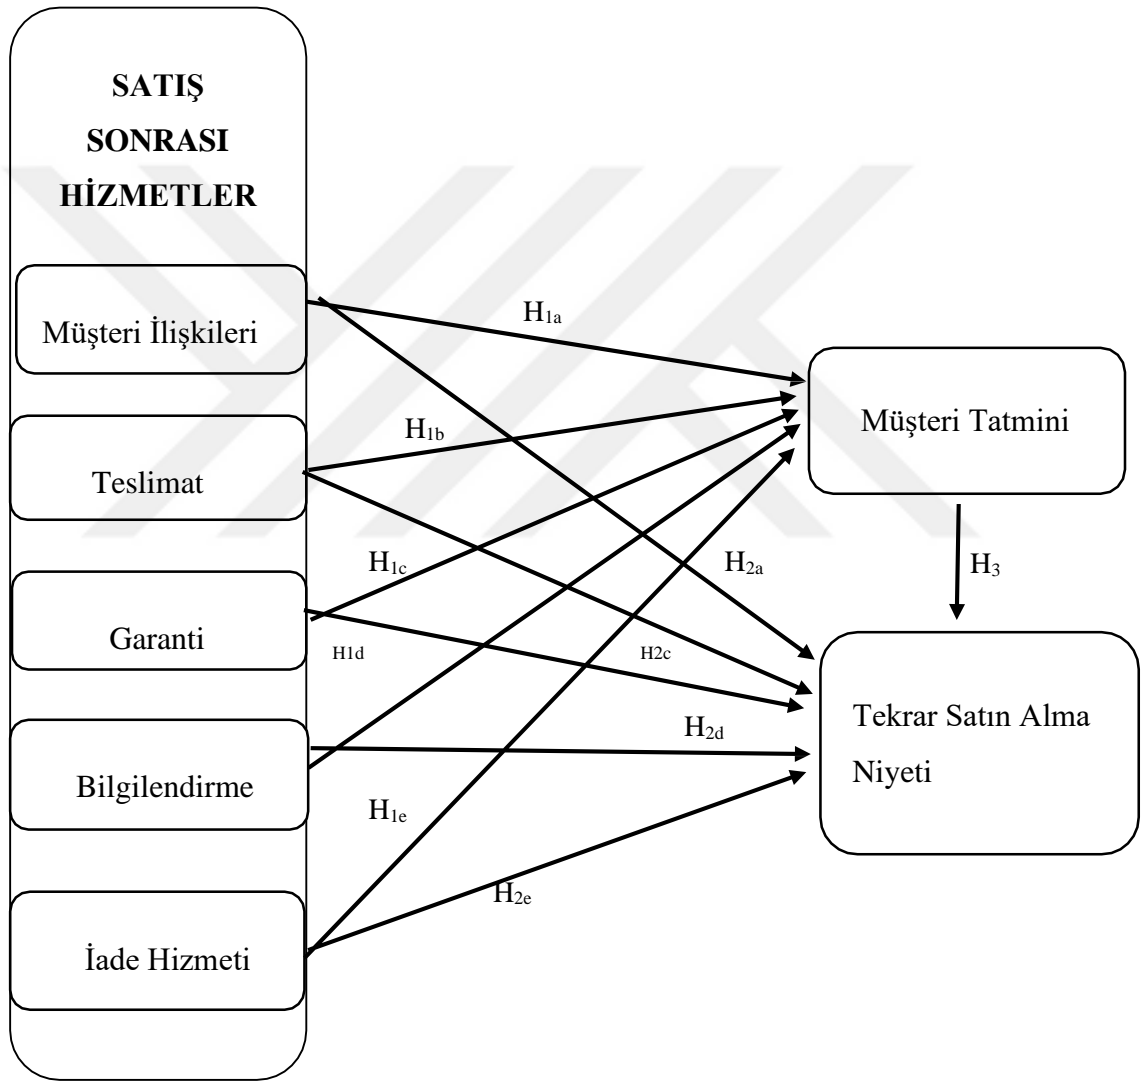 SATIŞ
SONRASI
HİZMETLER
Müşteri İlişkileri
Teslimat
Garanti
Bilgilendirme
İade Hizmeti
H1a
H1b
H1c
H1d
H1e
H2a
H2c
H2d
H2e
Müşteri Tatmini
H3
Tekrar Satın Alma
Niyeti